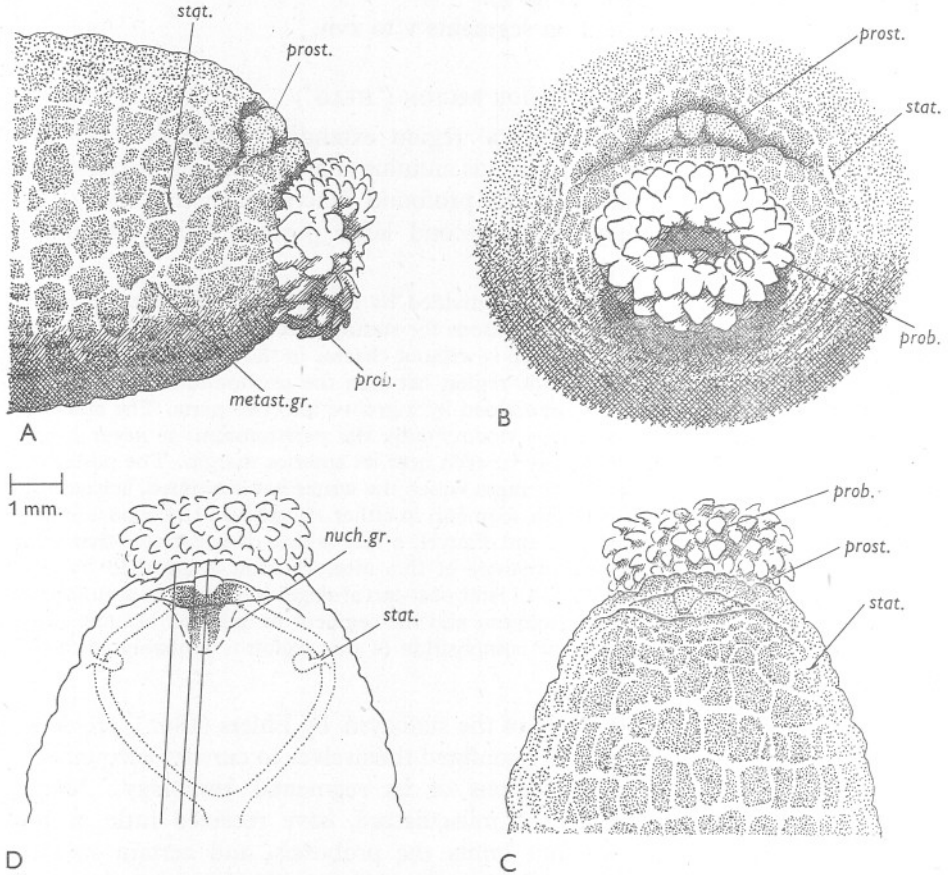 stat.
prost.
prob.
metast.gr.
A
prost.
stat.
prob.
B
1 mm.
nuch.gr.
stat.
D
prob.
prost.
stat.
C